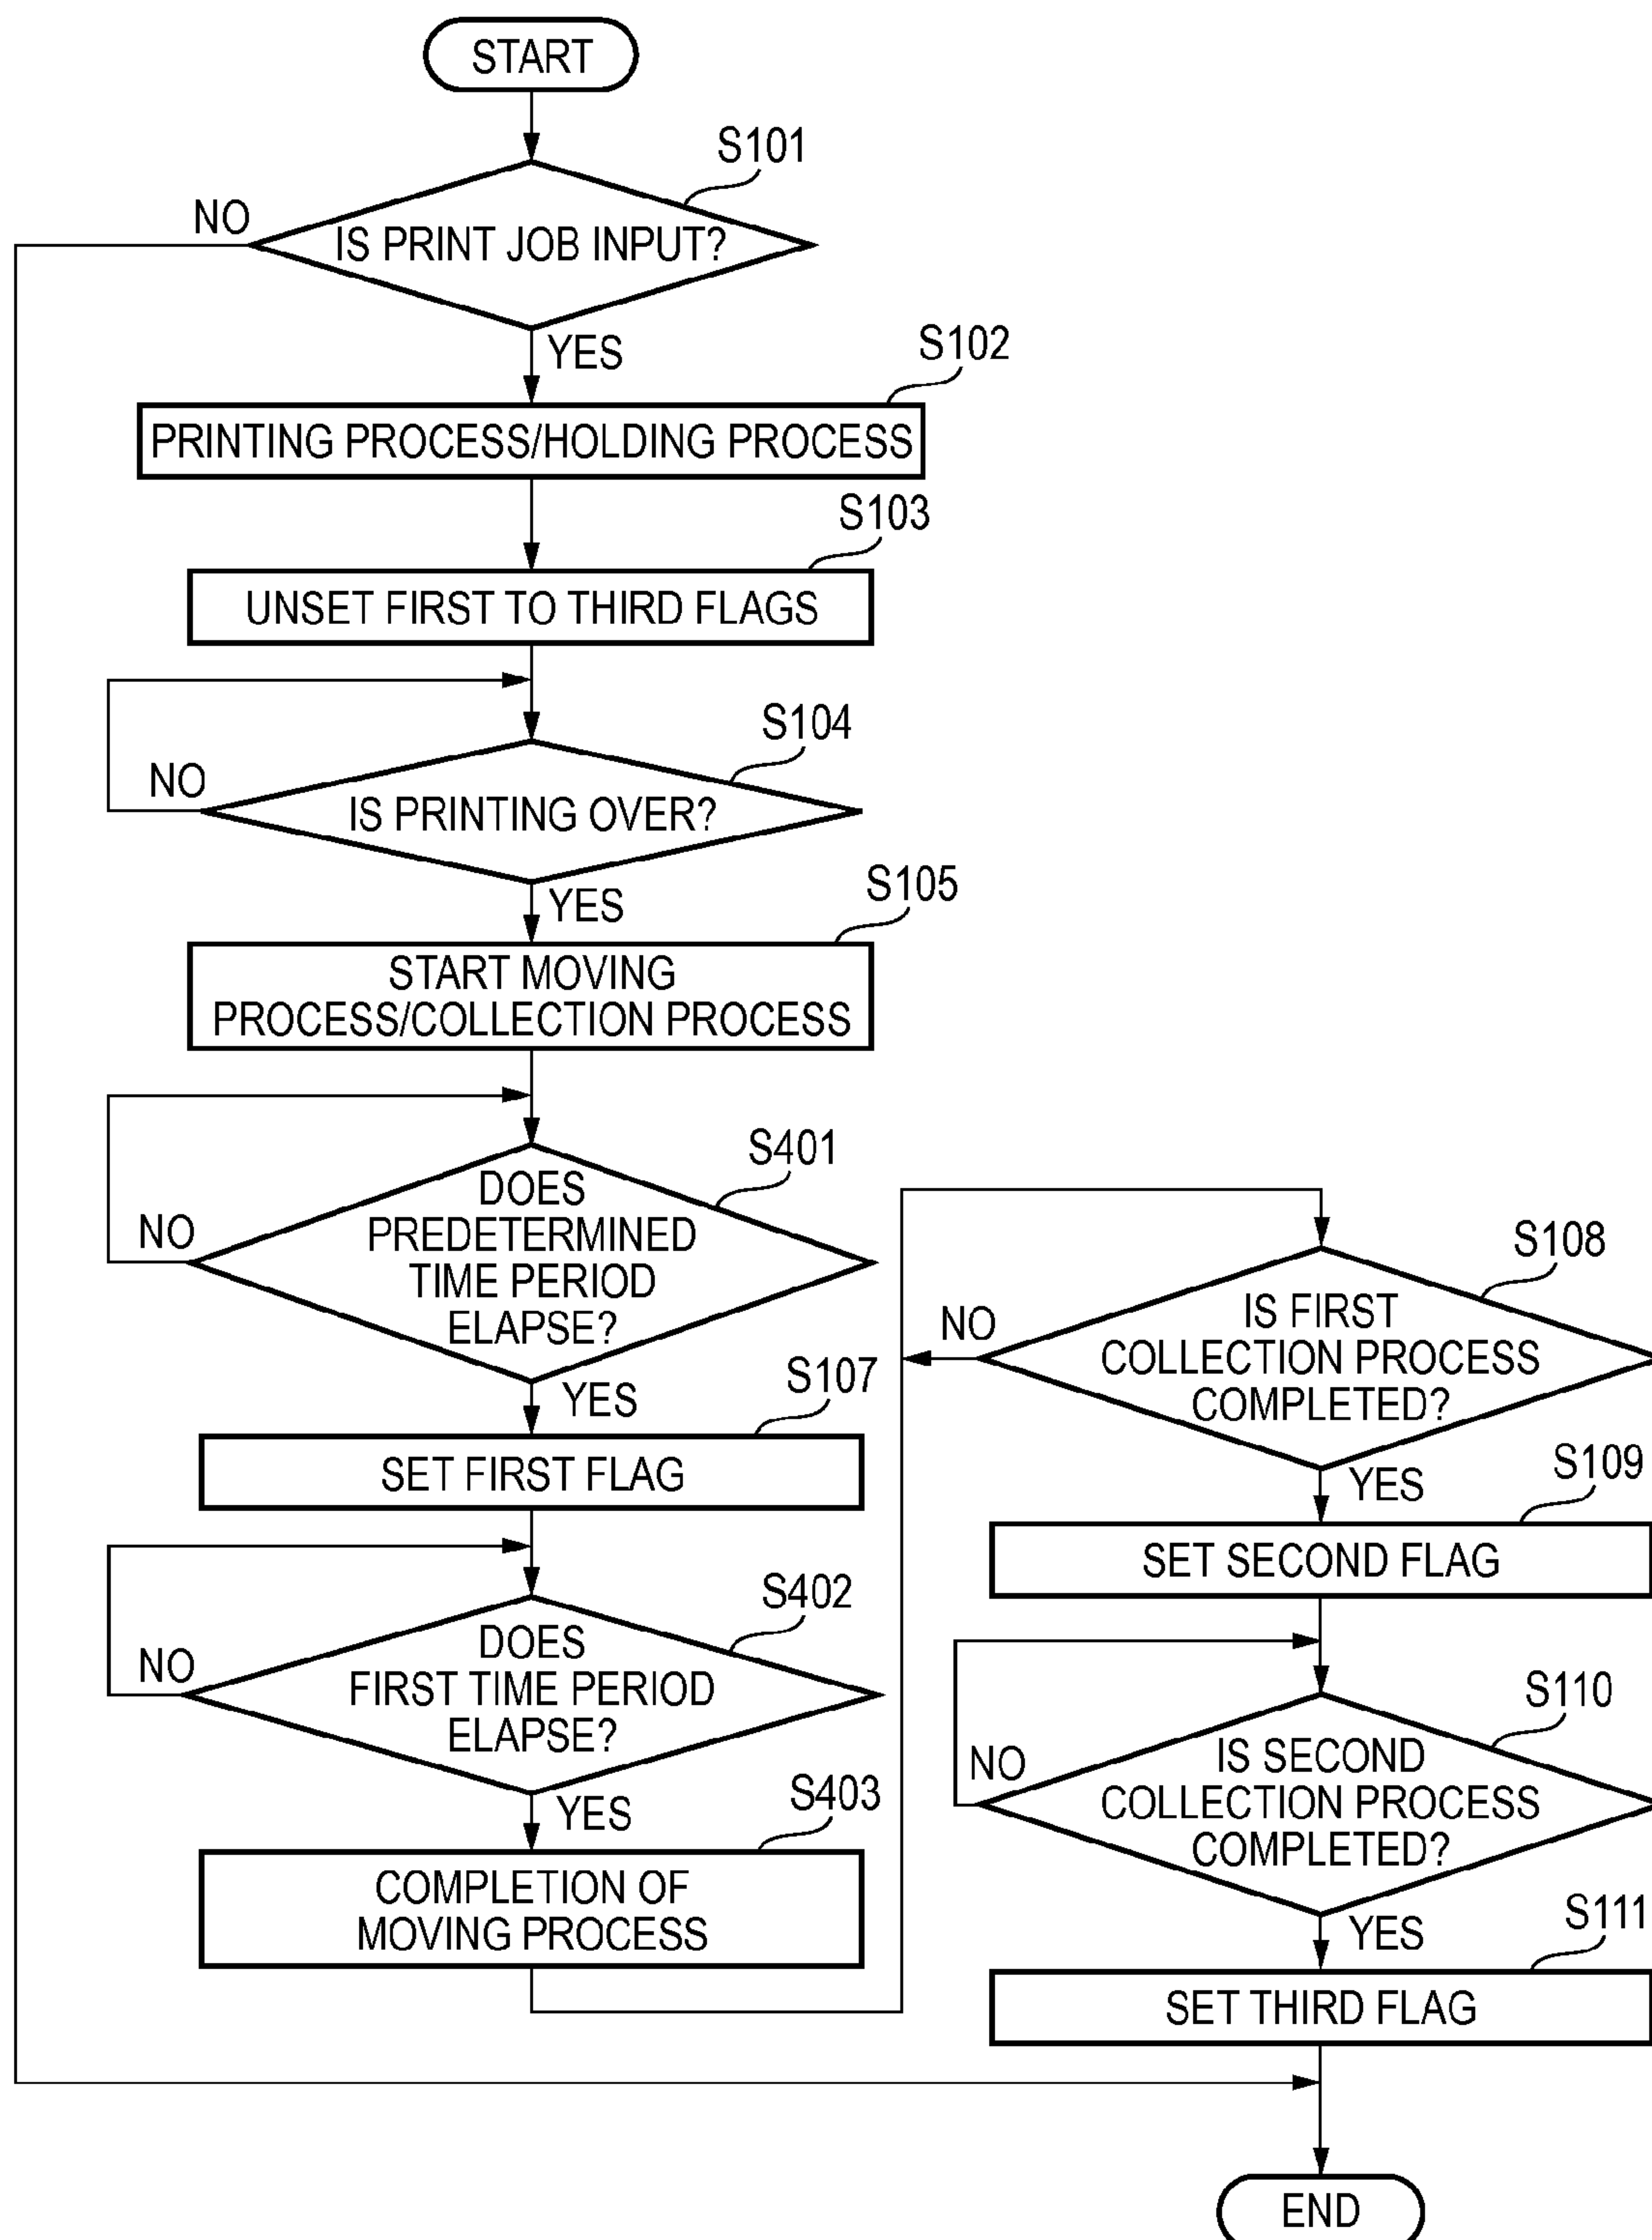 START
S101
NO
IS PRINT JOB INPUT?
YES
S102
PRINTING PROCESS/HOLDING PROCESS
S103
UNSET FIRST TO THIRD FLAGS
S104
NO
IS PRINTING OVER?
YES
S105
START MOVING
PROCESS/COLLECTION PROCESS
S401
NO
DOES
PREDETERMINED
TIME PERIOD
ELAPSE?
YES
S107
SET FIRST FLAG
S402
NO
DOES
FIRST TIME PERIOD
ELAPSE?
YES
S403
COMPLETION OF
MOVING PROCESS
S108
NO
IS FIRST
COLLECTION PROCESS
COMPLETED?
YES
S109
SET SECOND FLAG
S110
NO
IS SECOND
COLLECTION PROCESS
COMPLETED?
YES
S111
SET THIRD FLAG
END